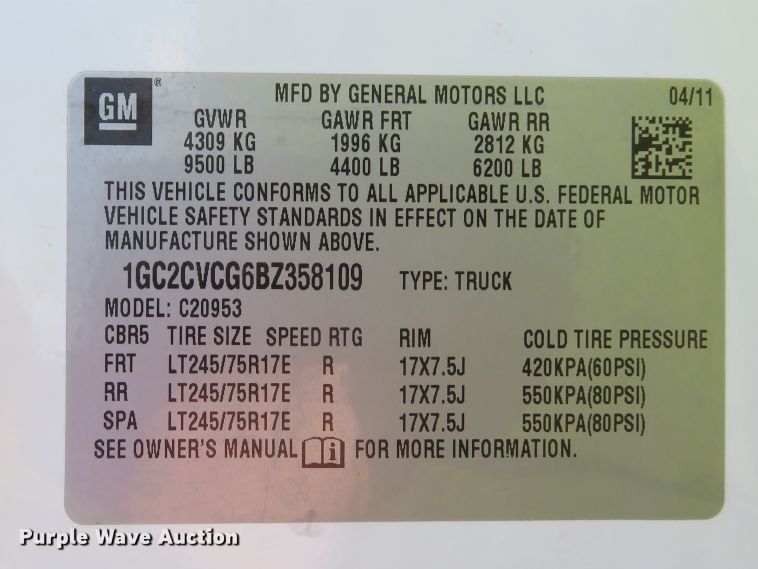 GM ®
MFD BY GENERAL MOTORS LLC 04/11
GVWR GAWR FRT GAWR RR
4309 KG 1996 KG 2812 KG
9500 LB 4400 LB 6200 LB
THIS VEHICLE CONFORMS TO ALL APPLICABLE U.S. FEDERAL MOTOR
VEHICLE SAFETY STANDARDS IN EFFECT ON THE DATE OF
MANUFACTURE SHOWN ABOVE.
1GC2CVCG6BZ358109 TYPE: TRUCK
MODEL: C20953
CBR5 TIRE SIZE SPEED RTG RIM COLD TIRE PRESSURE
FRT LT245/75R17E R 17X7.5J 420KPA(60PSI)
RR LT245/75R17E R 17X7.5J 550KPA(80PSI)
SPA LT245/75R17E R 17X7.5J 550KPA(80PSI)
SEE OWNER'S MANUAL i FOR MORE INFORMATION.
Purple Wave Auction